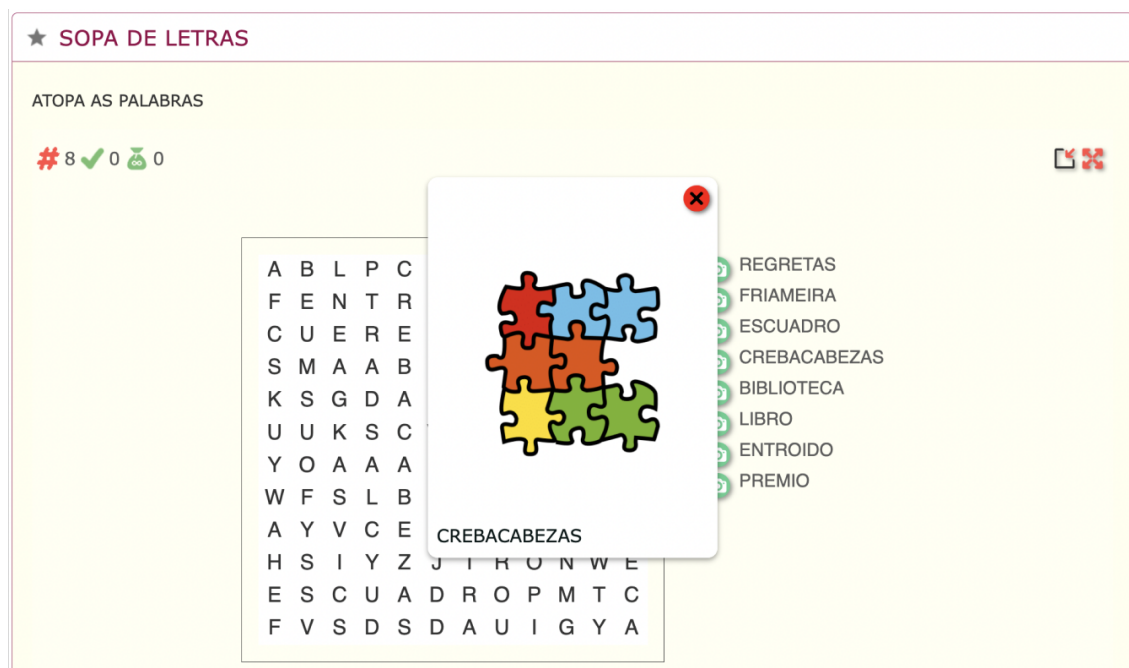 SOPA DE LETRAS
ATOPA AS PALABRAS
8 0 0
A B L P C
F E N T R
C U E R E
S M A A B
K S G D A
U U K S C
Y O A A A
W F S L B
A Y V C E
H S I Y Z J T R O N W E
E S C U A D R O P M T C
F V S D S D A U I G Y A
CREBACABEZAS
REGRETAS
FRIAMEIRA
ESCUADRO
CREBACABEZAS
BIBLIOTECA
LIBRO
ENTROIDO
PREMIO